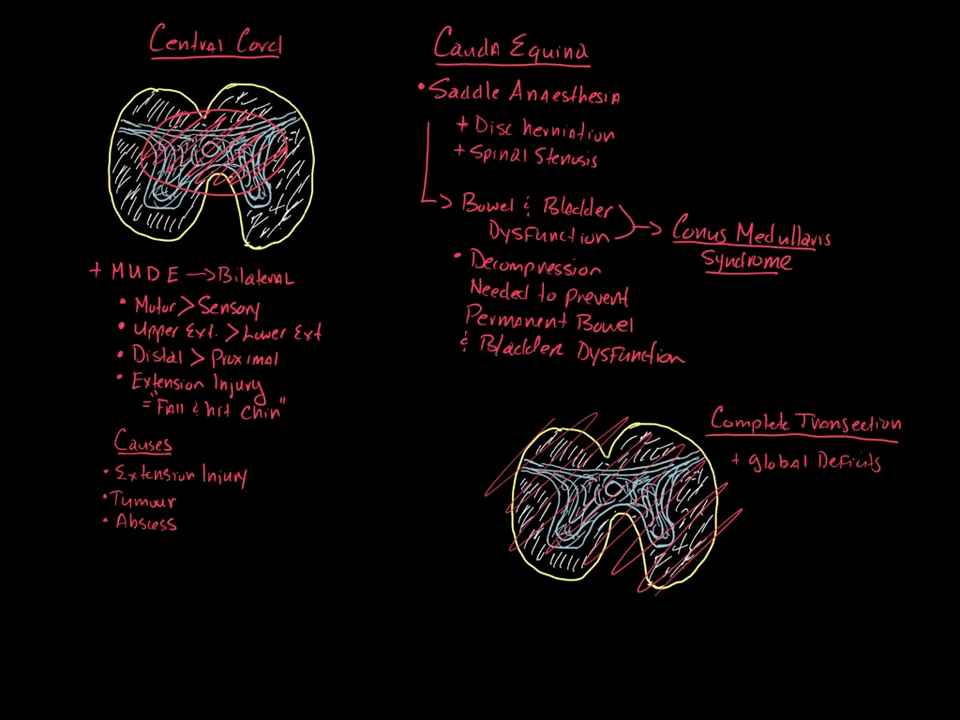 Central Cord
+ MUDE → Bilateral
• Motor > Sensory
• Upper Ext. > Lower Ext
• Distal > Proximal
• Extension Injury
= "Fall & hit chin"
Causes
• Extension Injury
• Tumour
• Abscess
Cauda Equina
• Saddle Anaesthesia
+ Disc herniation
+ Spinal Stenosis
→ Bowel & Bladder
Dysfunction → Conus Medullaris
Syndrome
• Decompression
Needed to prevent
Permanent Bowel
& Bladder Dysfunction
Complete Transection
+ global Deficits